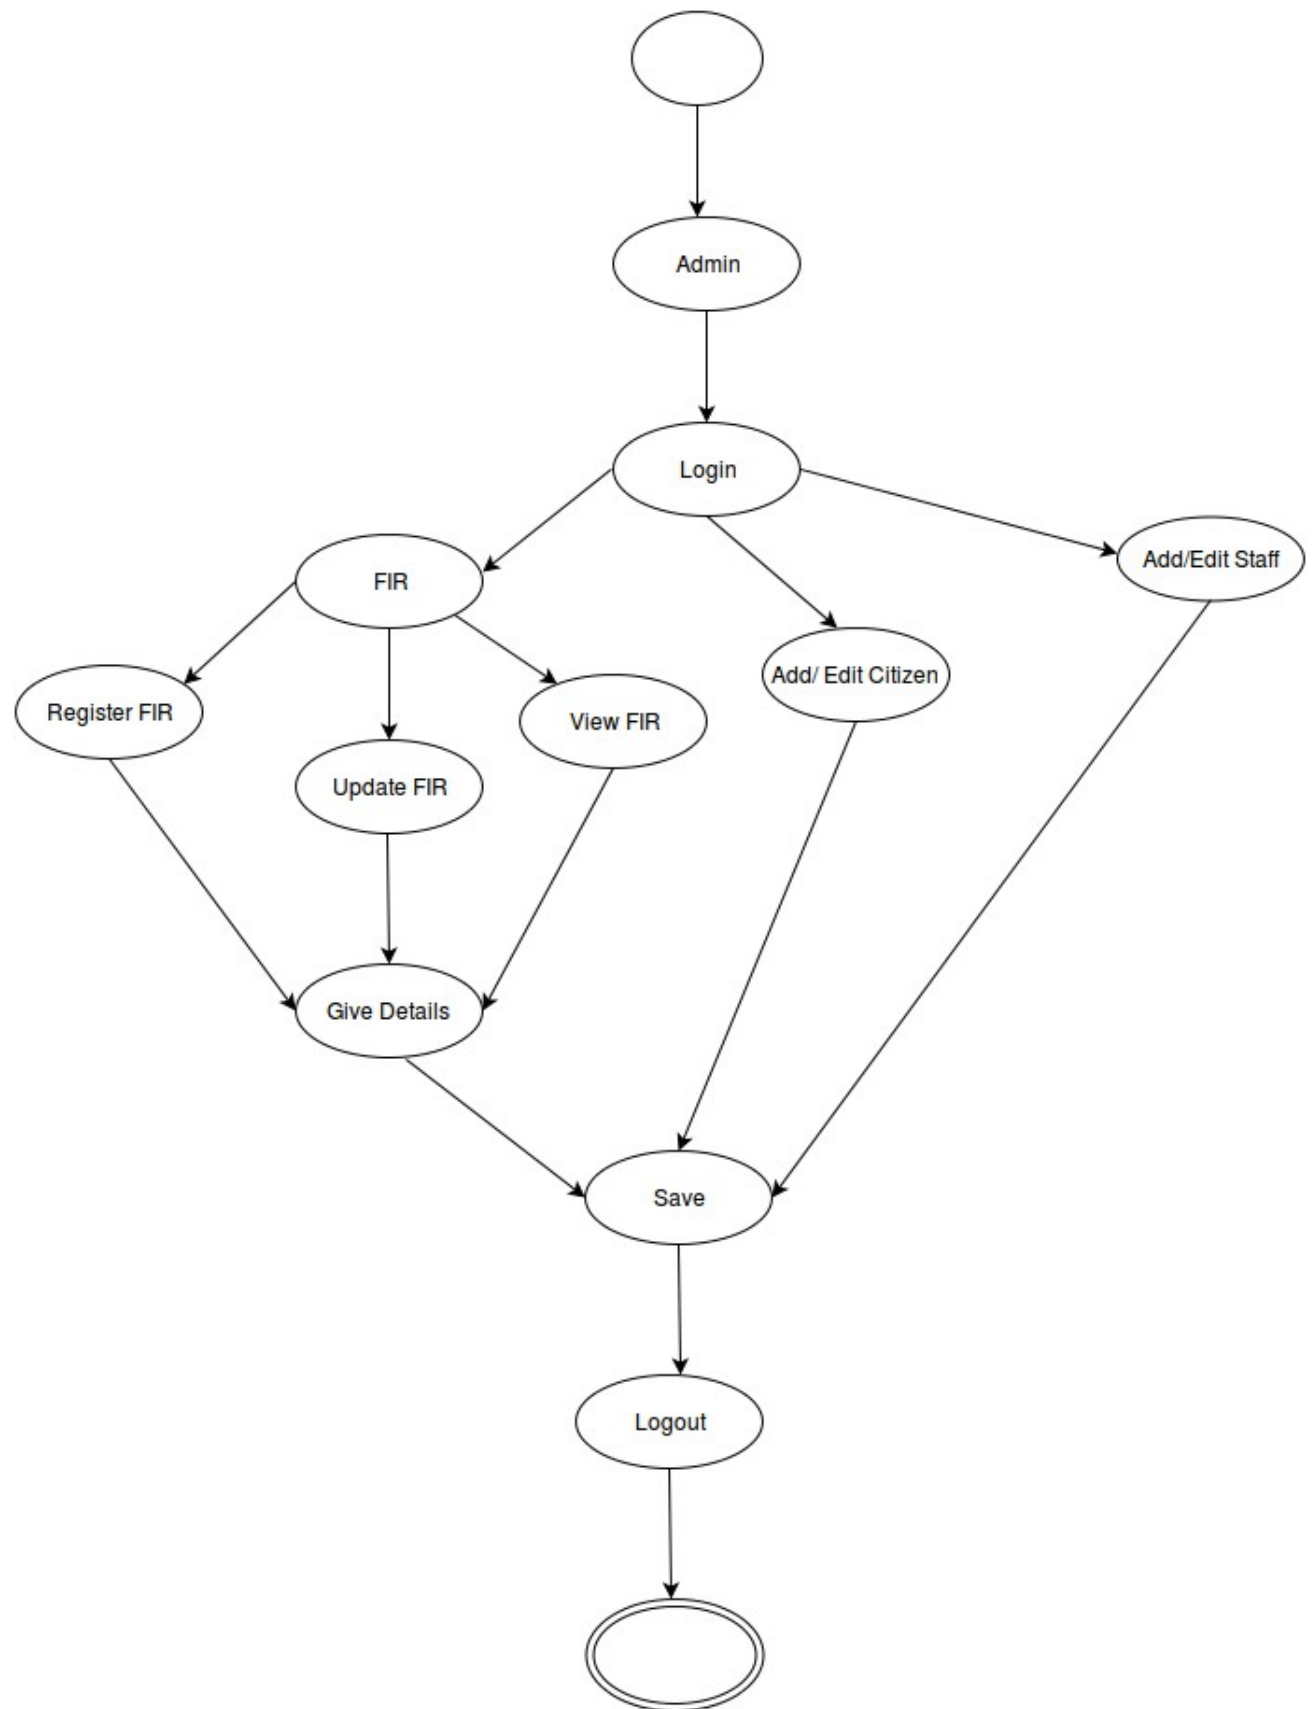 Admin
Login
Add/Edit Staff
FIR
Add/ Edit Citizen
Register FIR
View FIR
Update FIR
Give Details
Save
Logout